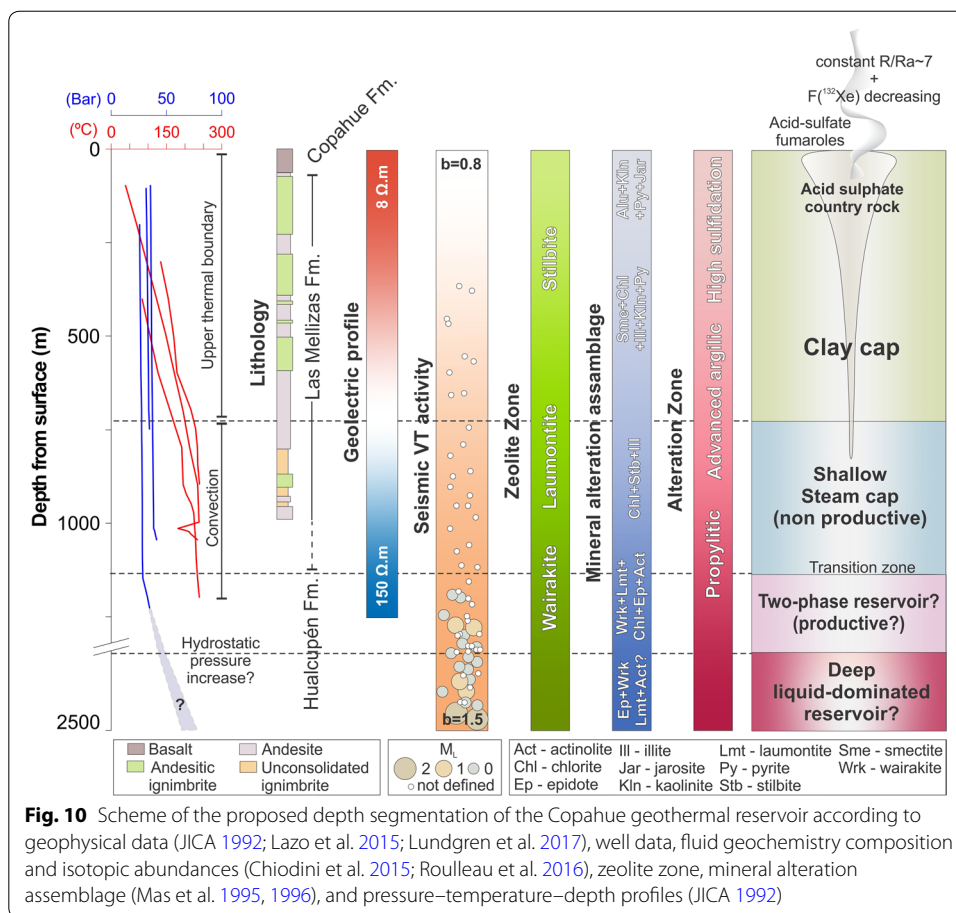 constant R/Ra~7
+
F(¹³²Xe) decreasing
Acid-sulfate
fumaroles
(Bar) 0 50 100
(ºC) 0 150 300
Depth from surface (m)
0
500
1000
2500
Upper thermal boundary
Convection
Hydrostatic
pressure
increase?
?
Lithology
Copahue Fm.
Las Mellizas Fm.
Hualcupén Fm.
Geolectric profile
8 Ω.m
150 Ω.m
Seismic VT activity
b=0.8
b=1.5
Zeolite Zone
Stilbite
Laumontite
Wairakite
Mineral alteration assemblage
Alu+Kln
+Py+Jar
Sme+Chl
+Ill+Kln+Py
Chl+Stb+Ill
Wrk+Lmt+
Chl+Ep+Act
Ep+Wrk
Lmt+Act?
Alteration Zone
High sulfidation
Advanced argilic
Propylitic
Acid sulphate
country rock
Clay cap
Shallow
Steam cap
(non productive)
Transition zone
Two-phase reservoir?
(productive?)
Deep
liquid-dominated
reservoir?
Basalt
Andesite
Andesitic
ignimbrite
Unconsolidated
ignimbrite
M_L
2 1 0
not defined
Act - actinolite
Chl - chlorite
Ep - epidote
Ill - illite
Jar - jarosite
Kln - kaolinite
Lmt - laumontite
Py - pyrite
Stb - stilbite
Sme - smectite
Wrk - wairakite
Fig. 10 Scheme of the proposed depth segmentation of the Copahue geothermal reservoir according to
geophysical data (JICA 1992; Lazo et al. 2015; Lundgren et al. 2017), well data, fluid geochemistry composition
and isotopic abundances (Chiodini et al. 2015; Roulleau et al. 2016), zeolite zone, mineral alteration
assemblage (Mas et al. 1995, 1996), and pressure–temperature–depth profiles (JICA 1992)